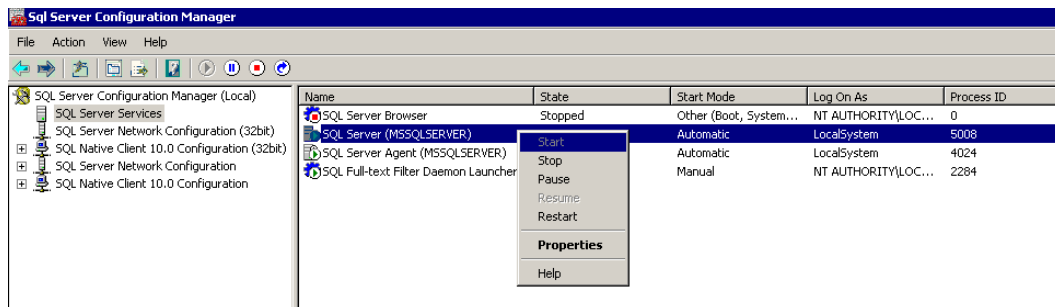 Sql Server Configuration Manager
File Action View Help
SQL Server Configuration Manager (Local)
SQL Server Services
SQL Server Network Configuration (32bit)
SQL Native Client 10.0 Configuration (32bit)
SQL Server Network Configuration
SQL Native Client 10.0 Configuration
Name State Start Mode Log On As Process ID
SQL Server Browser Stopped Other (Boot, System... NT AUTHORITY\LOC... 0
SQL Server (MSSQLSERVER) Automatic LocalSystem 5008
SQL Server Agent (MSSQLSERVER) Automatic LocalSystem 4024
SQL Full-text Filter Daemon Launcher Manual NT AUTHORITY\LOC... 2284
Start
Stop
Pause
Resume
Restart
Properties
Help